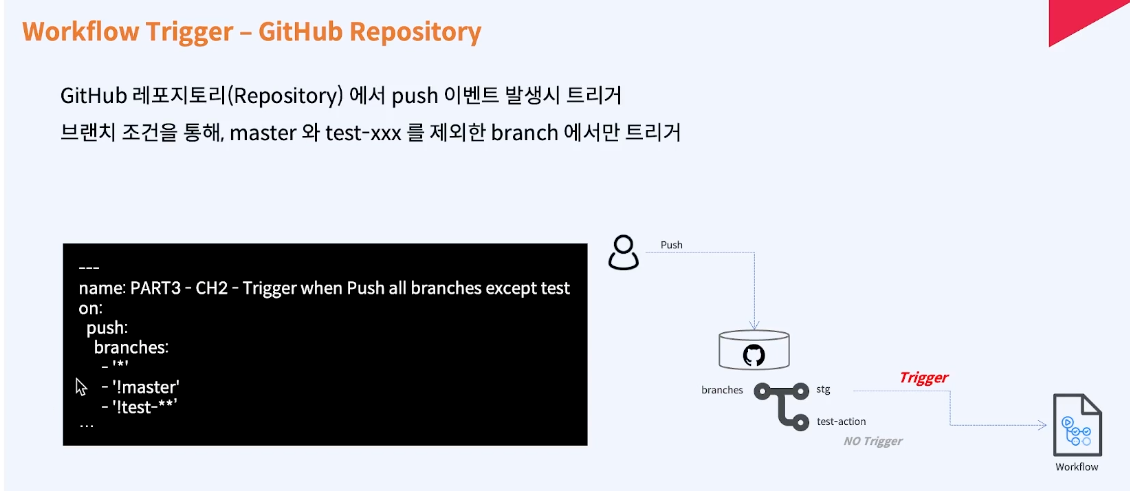 Workflow Trigger – GitHub Repository
GitHub 레포지토리(Repository) 에서 push 이벤트 발생시 트리거
브랜치 조건을 통해, master 와 test-xxx 를 제외한 branch 에서만 트리거
---
name: PART3 - CH2 - Trigger when Push all branches except test
on:
push:
branches:
- '*'
- '!master'
- '!test-**'
...
Push
branches
stg
test-action
NO Trigger
Trigger
Workflow